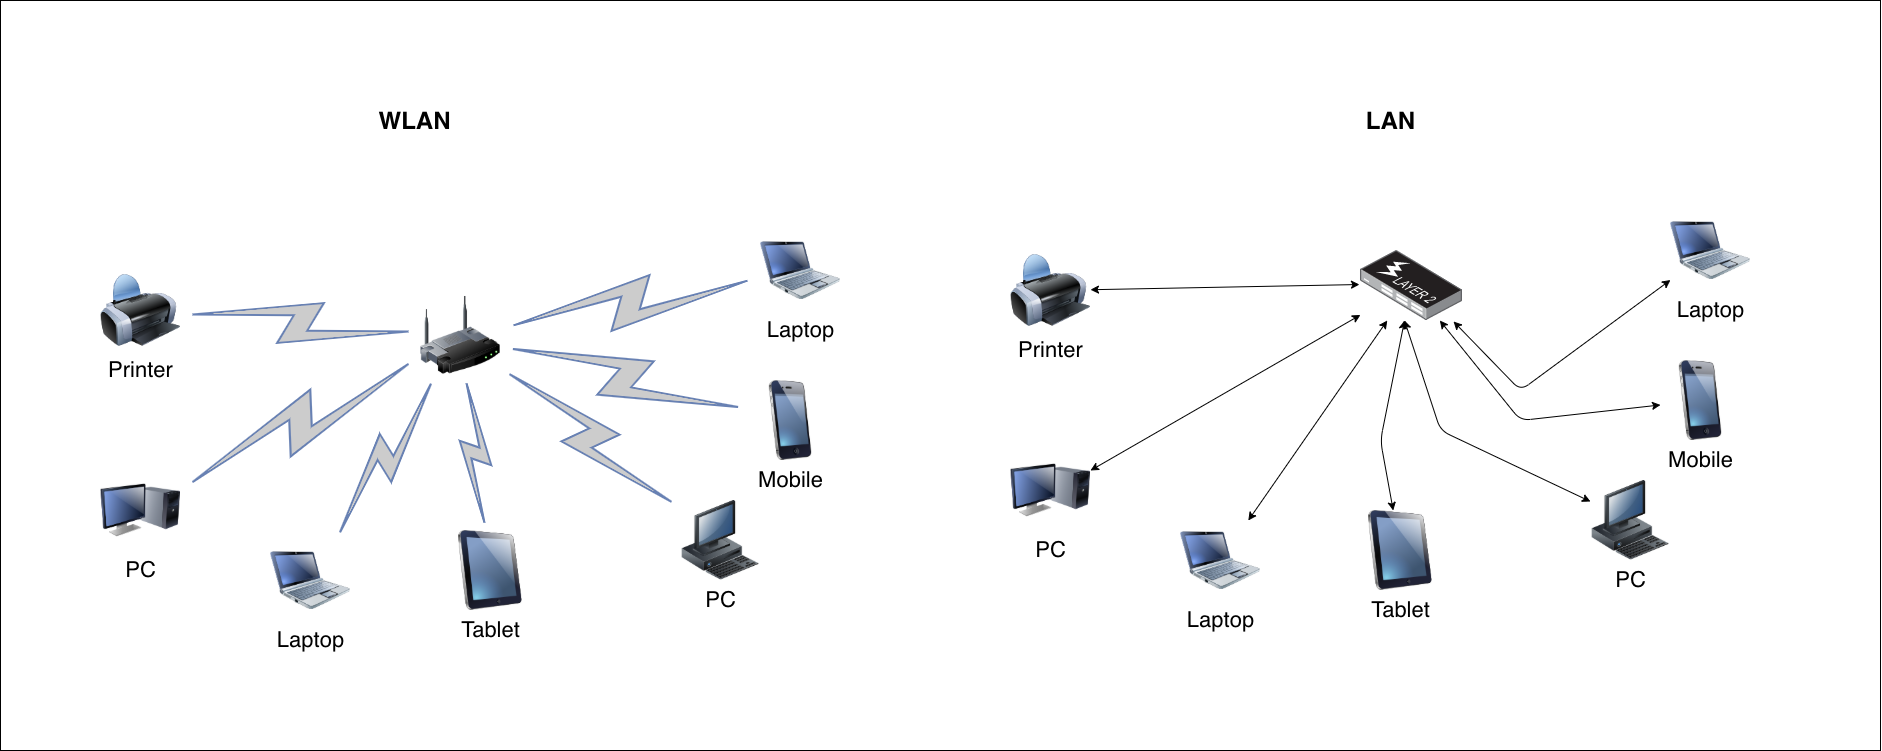 WLAN
Printer
PC
Laptop
Tablet
PC
Mobile
Laptop
LAN
LAYER 2
Printer
PC
Laptop
Tablet
PC
Mobile
Laptop